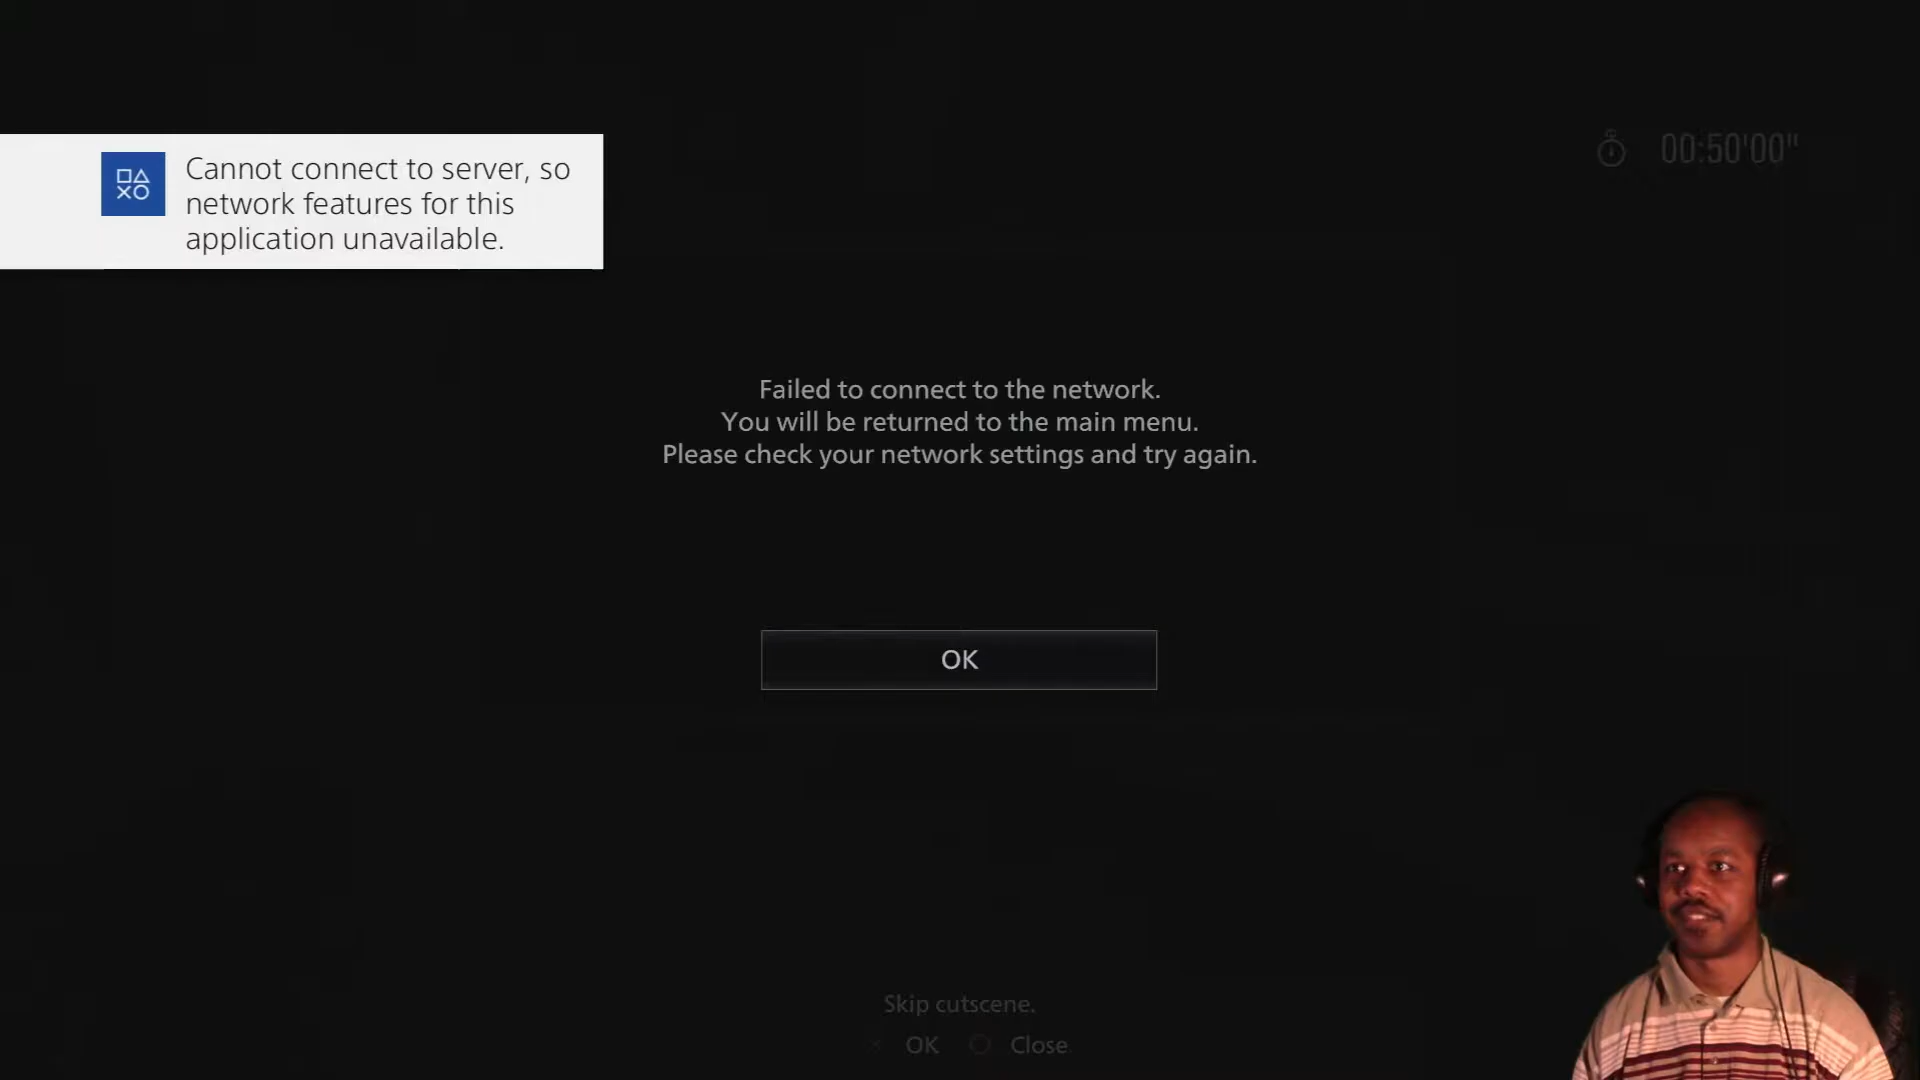 Cannot connect to server, so
network features for this
application unavailable.
00:50'00"
Failed to connect to the network.
You will be returned to the main menu.
Please check your network settings and try again.
OK
Skip cutscene.
OK Close